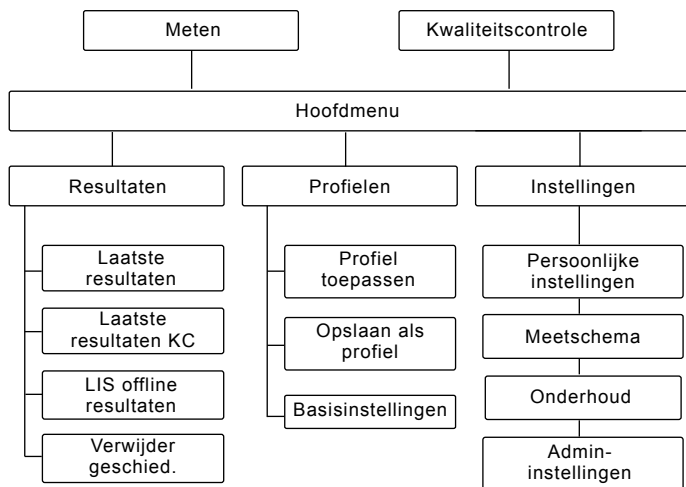 Meten
Kwaliteitscontrole
Hoofdmenu
Resultaten
Profielen
Instellingen
Laatste
resultaten
Laatste
resultaten KC
LIS offline
resultaten
Verwijder
geschied.
Profiel
toepassen
Opslaan als
profiel
Basisinstellingen
Persoonlijke
instellingen
Meetschema
Onderhoud
Admin-
instellingen